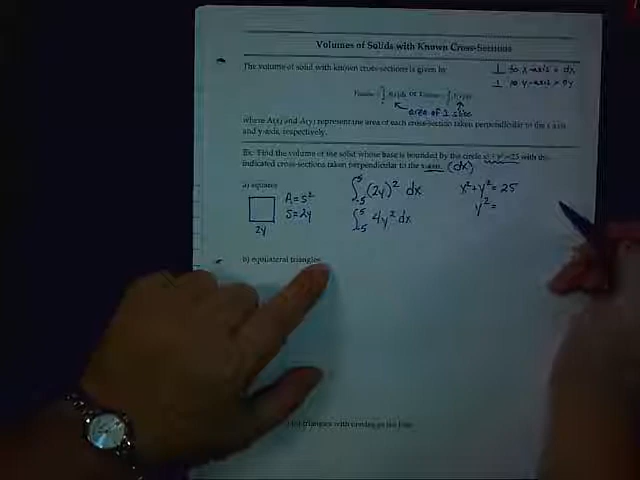 Volumes of Solids with Known Cross-Sections
The volume of solid with known cross-sections is given by
⊥ to x-axis = dx
⊥ to y-axis = dy
or
area of 1 slice
where A(x) and A(y) represent the area of each cross-section taken perpendicular to the x-axis
and y-axis, respectively.
Ex: Find the volume of the solid whose base is bounded by the circle x²+y²=25 with the
indicated cross-sections taken perpendicular to the x-axis. (dx)
a) squares
A = s²
S = 2y
2y
∫₋₅⁵ (2y)² dx
∫₋₅⁵ 4y² dx
x²+y² = 25
y² =
b) equilateral triangles